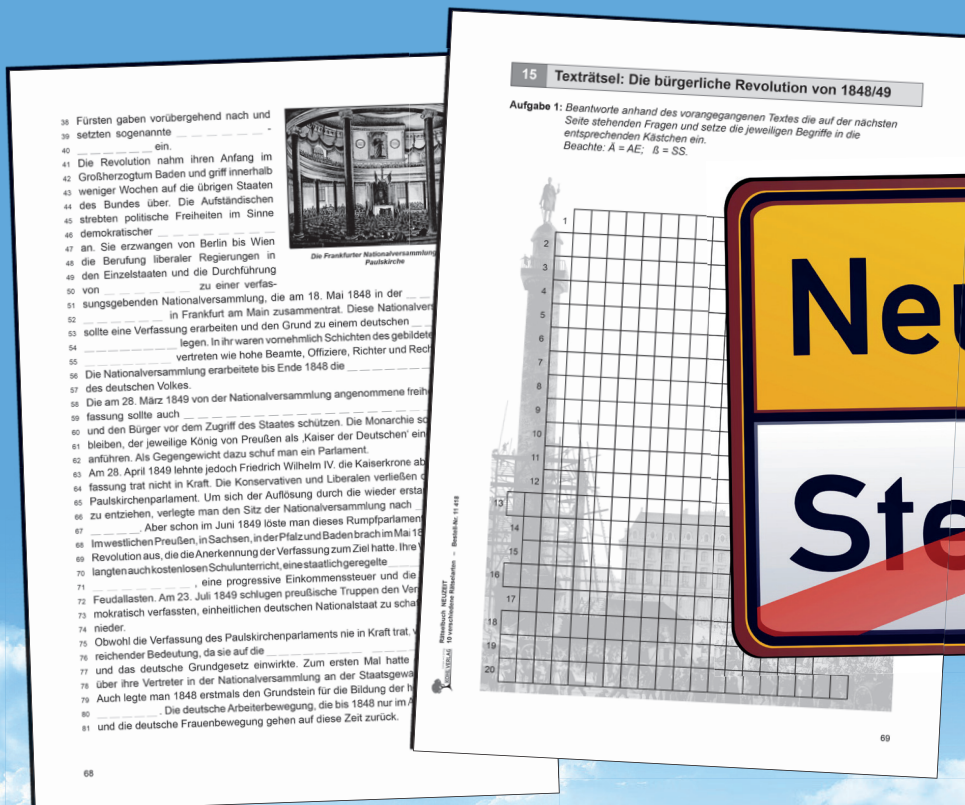 38 Fürsten gaben vorübergehend nach und
39 setzten sogenannte _ _ _ _ _ _ _ _ -
40 _ _ _ _ _ _ _ ein.
41 Die Revolution nahm ihren Anfang im
42 Großherzogtum Baden und griff innerhalb
43 weniger Wochen auf die übrigen Staaten
44 des Bundes über. Die Aufständischen
45 strebten politische Freiheiten im Sinne
46 demokratischer _ _ _ _ _ _ _ _ _ _
47 an. Sie erzwangen von Berlin bis Wien
48 die Berufung liberaler Regierungen in
49 den Einzelstaaten und die Durchführung
50 von _ _ _ _ _ _ _ zu einer verfas-
Die Frankfurter Nationalversammlung
Paulskirche
51 sungsgebenden Nationalversammlung, die am 18. Mai 1848 in der _ _
52 _ _ _ _ _ _ _ in Frankfurt am Main zusammentrat. Diese
53 sollte eine Verfassung erarbeiten und den Grund zu einem deutschen _ _
54 _ _ _ _ _ _ _ _ legen. In ihr waren vornehmlich Schichten des
55 _ _ _ _ _ _ _ _ vertreten wie hohe Beamte, Offiziere, Richter und
56 Die Nationalversammlung erarbeitete bis Ende 1848 die _ _ _ _ _ _ _
57 des deutschen Volkes.
58 Die am 28. März 1849 von der Nationalversammlung angenommene
59 fassung sollte auch _ _ _ _ _ _ _ _ _ _ _ _ _ _ _ _ _ _
60 und den Bürger vor dem Zugriff des Staates schützen. Die Monarchie
61 bleiben, der jeweilige König von Preußen als ‚Kaiser der Deutschen' ein
62 anführen. Als Gegengewicht dazu schuf man ein Parlament.
63 Am 28. April 1849 lehnte jedoch Friedrich Wilhelm IV. die Kaiserkrone ab
64 fassung trat nicht in Kraft. Die Konservativen und Liberalen verließen
65 Paulskirchenparlament. Um sich der Auflösung durch die wieder
66 zu entziehen, verlegte man den Sitz der Nationalversammlung nach _
67 _ _ _ _ _. Aber schon im Juni 1849 löste man dieses Rumpfparlament
68 Im westlichen Preußen, in Sachsen, in der Pfalz und Baden brach im Mai
69 Revolution aus, die die Anerkennung der Verfassung zum Ziel hatte. Ihre
70 langten auch kostenlosen Schulunterricht, eine staatlich geregelte _ _ _
71 _ _ _ _ _ _ _ _, eine progressive Einkommenssteuer und die
72 Feudallasten. Am 23. Juli 1849 schlugen preußische Truppen den
73 mokratisch verfassten, einheitlichen deutschen Nationalstaat zu
74 nieder.
75 Obwohl die Verfassung des Paulskirchenparlaments nie in Kraft trat,
76 reichender Bedeutung, da sie auf die _ _ _ _ _ _ _ _ _ _ _ _ _ _
77 und das deutsche Grundgesetz einwirkte. Zum ersten Mal hatte
78 über ihre Vertreter in der Nationalversammlung an der
79 Auch legte man 1848 erstmals den Grundstein für die Bildung der
80 _ _ _ _ _ _. Die deutsche Arbeiterbewegung, die bis 1848 nur im
81 und die deutsche Frauenbewegung gehen auf diese Zeit zurück.
68
15 Texträtsel: Die bürgerliche Revolution von 1848/49
Aufgabe 1: Beantworte anhand des vorangegangenen Textes die auf der nächsten
Seite stehenden Fragen und setze die jeweiligen Begriffe in die
entsprechenden Kästchen ein.
Beachte: Ä = AE; ß = SS.
1
2
3
4
5
6
7
8
9
10
11
12
13
14
15
16
17
18
19
20
Rätselbuch NEUZEIT
10 verschiedene Rätselarten – Bestell-Nr. 11 418
KOHL VERLAG
69
Neu
Ste